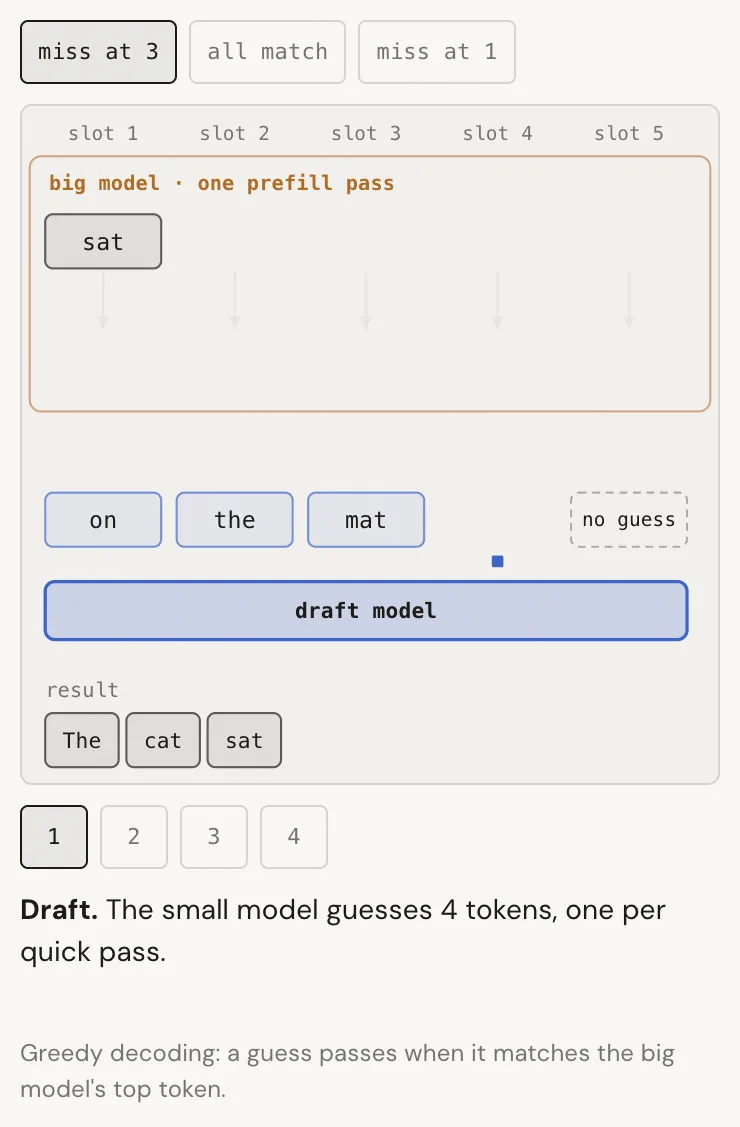 miss at 3 all match miss at 1
slot 1 slot 2 slot 3 slot 4 slot 5
big model · one prefill pass
sat
on the mat no guess
draft model
result
The cat sat
1 2 3 4
Draft. The small model guesses 4 tokens, one per
quick pass.
Greedy decoding: a guess passes when it matches the big
model's top token.